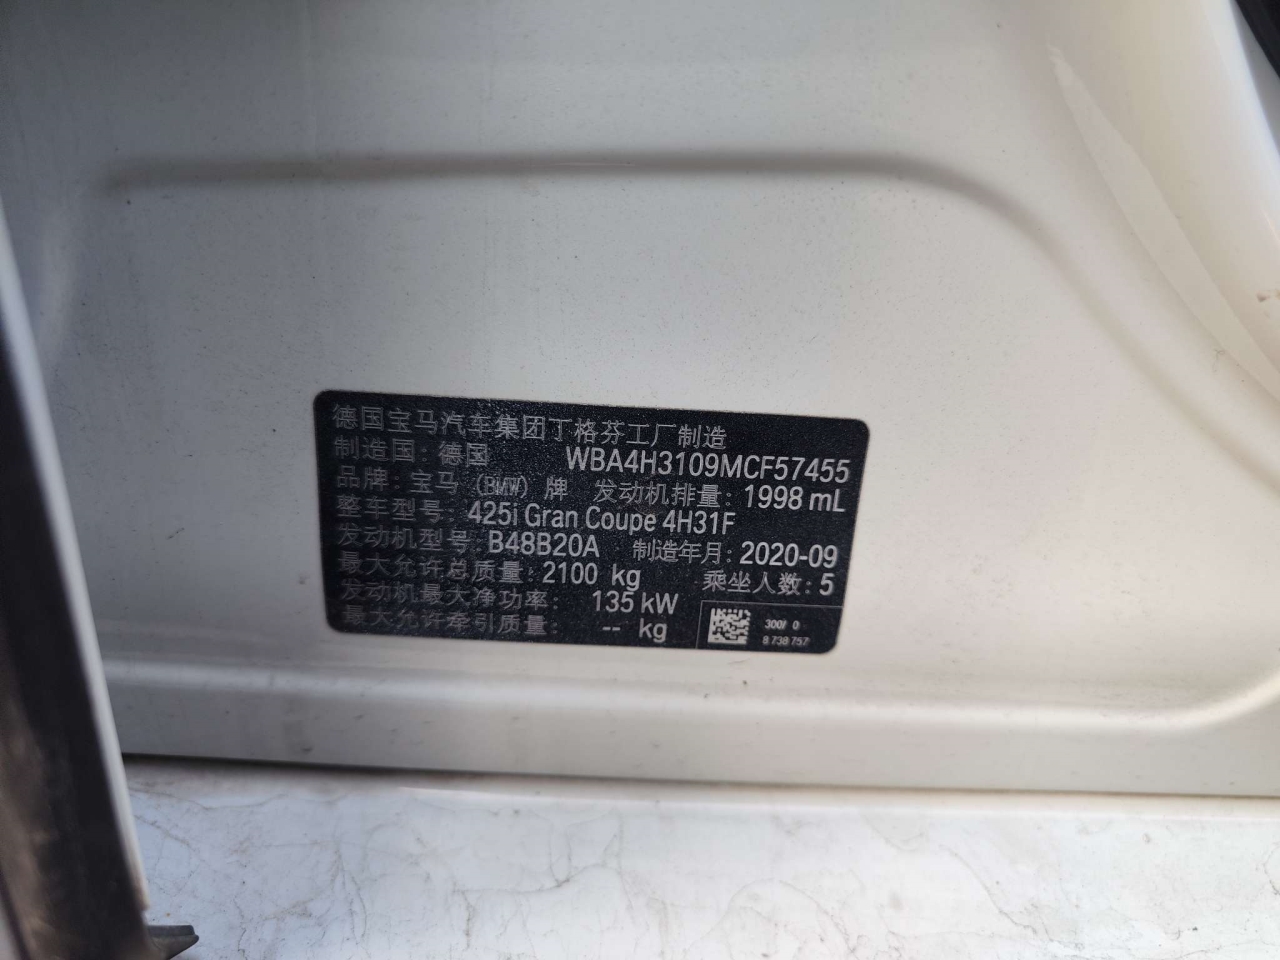 德国宝马汽车集团丁格芬工厂制造
制造国: 德国 WBA4H3109MCF57455
品牌: 宝马 (BMW) 牌 发动机排量: 1998 mL
整车型号: 425i Gran Coupe 4H31F
发动机型号: B48B20A 制造年月: 2020-09
最大允许总质量: 2100 kg 乘坐人数: 5
发动机最大净功率: 135 kW
最大允许牵引质量: -- kg
300/ 0
8 738 757